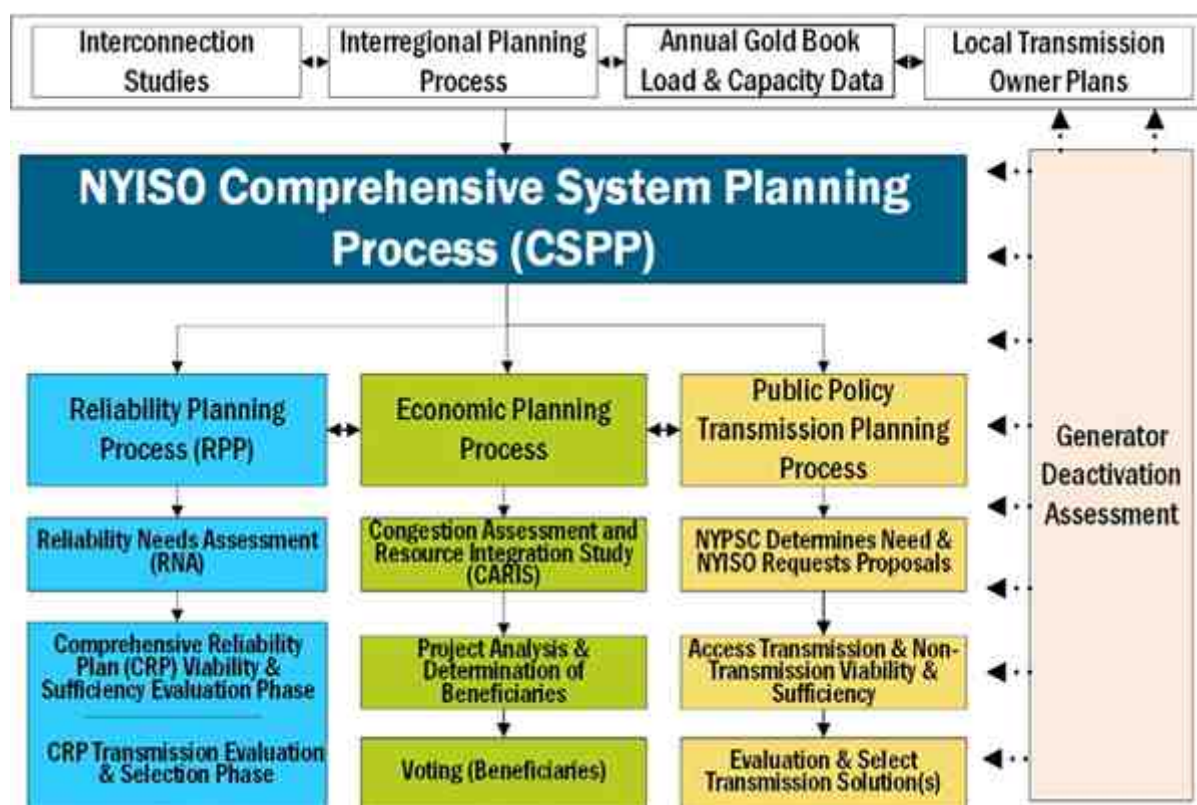 Interconnection
Studies
Interregional Planning
Process
Annual Gold Book
Load & Capacity Data
Local Transmission
Owner Plans
NYISO Comprehensive System Planning
Process (CSPP)
Reliability Planning
Process (RPP)
Economic Planning
Process
Public Policy
Transmission Planning
Process
Generator
Deactivation
Assessment
Reliability Needs Assessment
(RNA)
Congestion Assessment and
Resource Integration Study
(CARIS)
NYPSC Determines Need &
NYISO Requests Proposals
Comprehensive Reliability
Plan (CRP) Viability &
Sufficiency Evaluation Phase
CRP Transmission Evaluation
& Selection Phase
Project Analysis &
Determination of
Beneficiaries
Access Transmission & Non-
Transmission Viability &
Sufficiency
Voting (Beneficiaries)
Evaluation & Select
Transmission Solution(s)